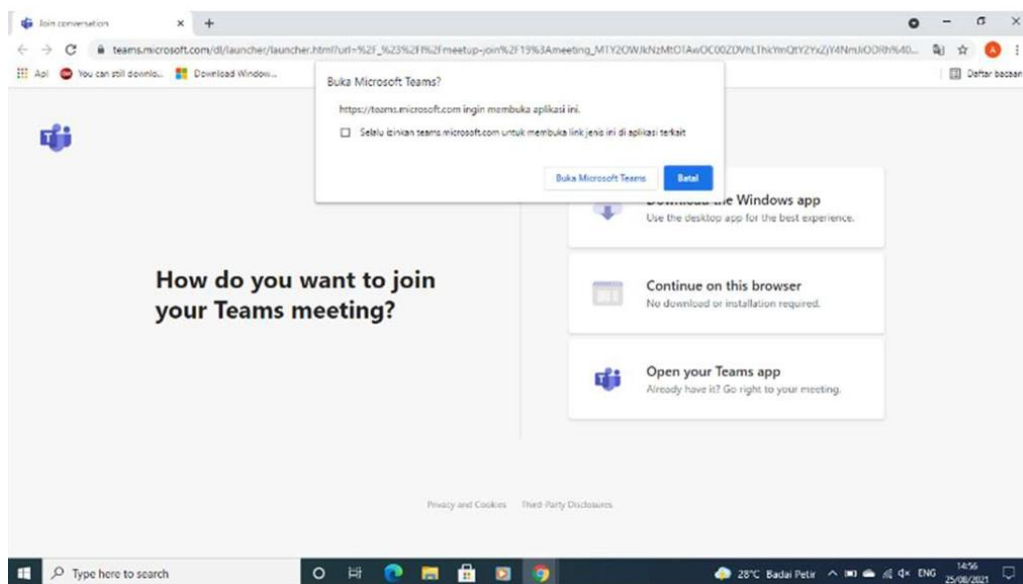 Join conversation
teams.microsoft.com/dl/launcher/launcher.html?url=%2F_%23%2Fl%2Fmeetup-join%2F19%3Ameeting_
Apl
You can still downlo...
Download Window...
Daftar bacaan
Buka Microsoft Teams?
https://teams.microsoft.com ingin membuka aplikasi ini.
Selalu izinkan teams.microsoft.com untuk membuka link jenis ini di aplikasi terkait
Buka Microsoft Teams
Batal
How do you want to join
your Teams meeting?
Download the Windows app
Use the desktop app for the best experience.
Continue on this browser
No download or installation required.
Open your Teams app
Already have it? Go right to your meeting.
Privacy and Cookies Third-Party Disclosures
Type here to search
28°C Badai Petir
ENG
14:56
25/08/2021